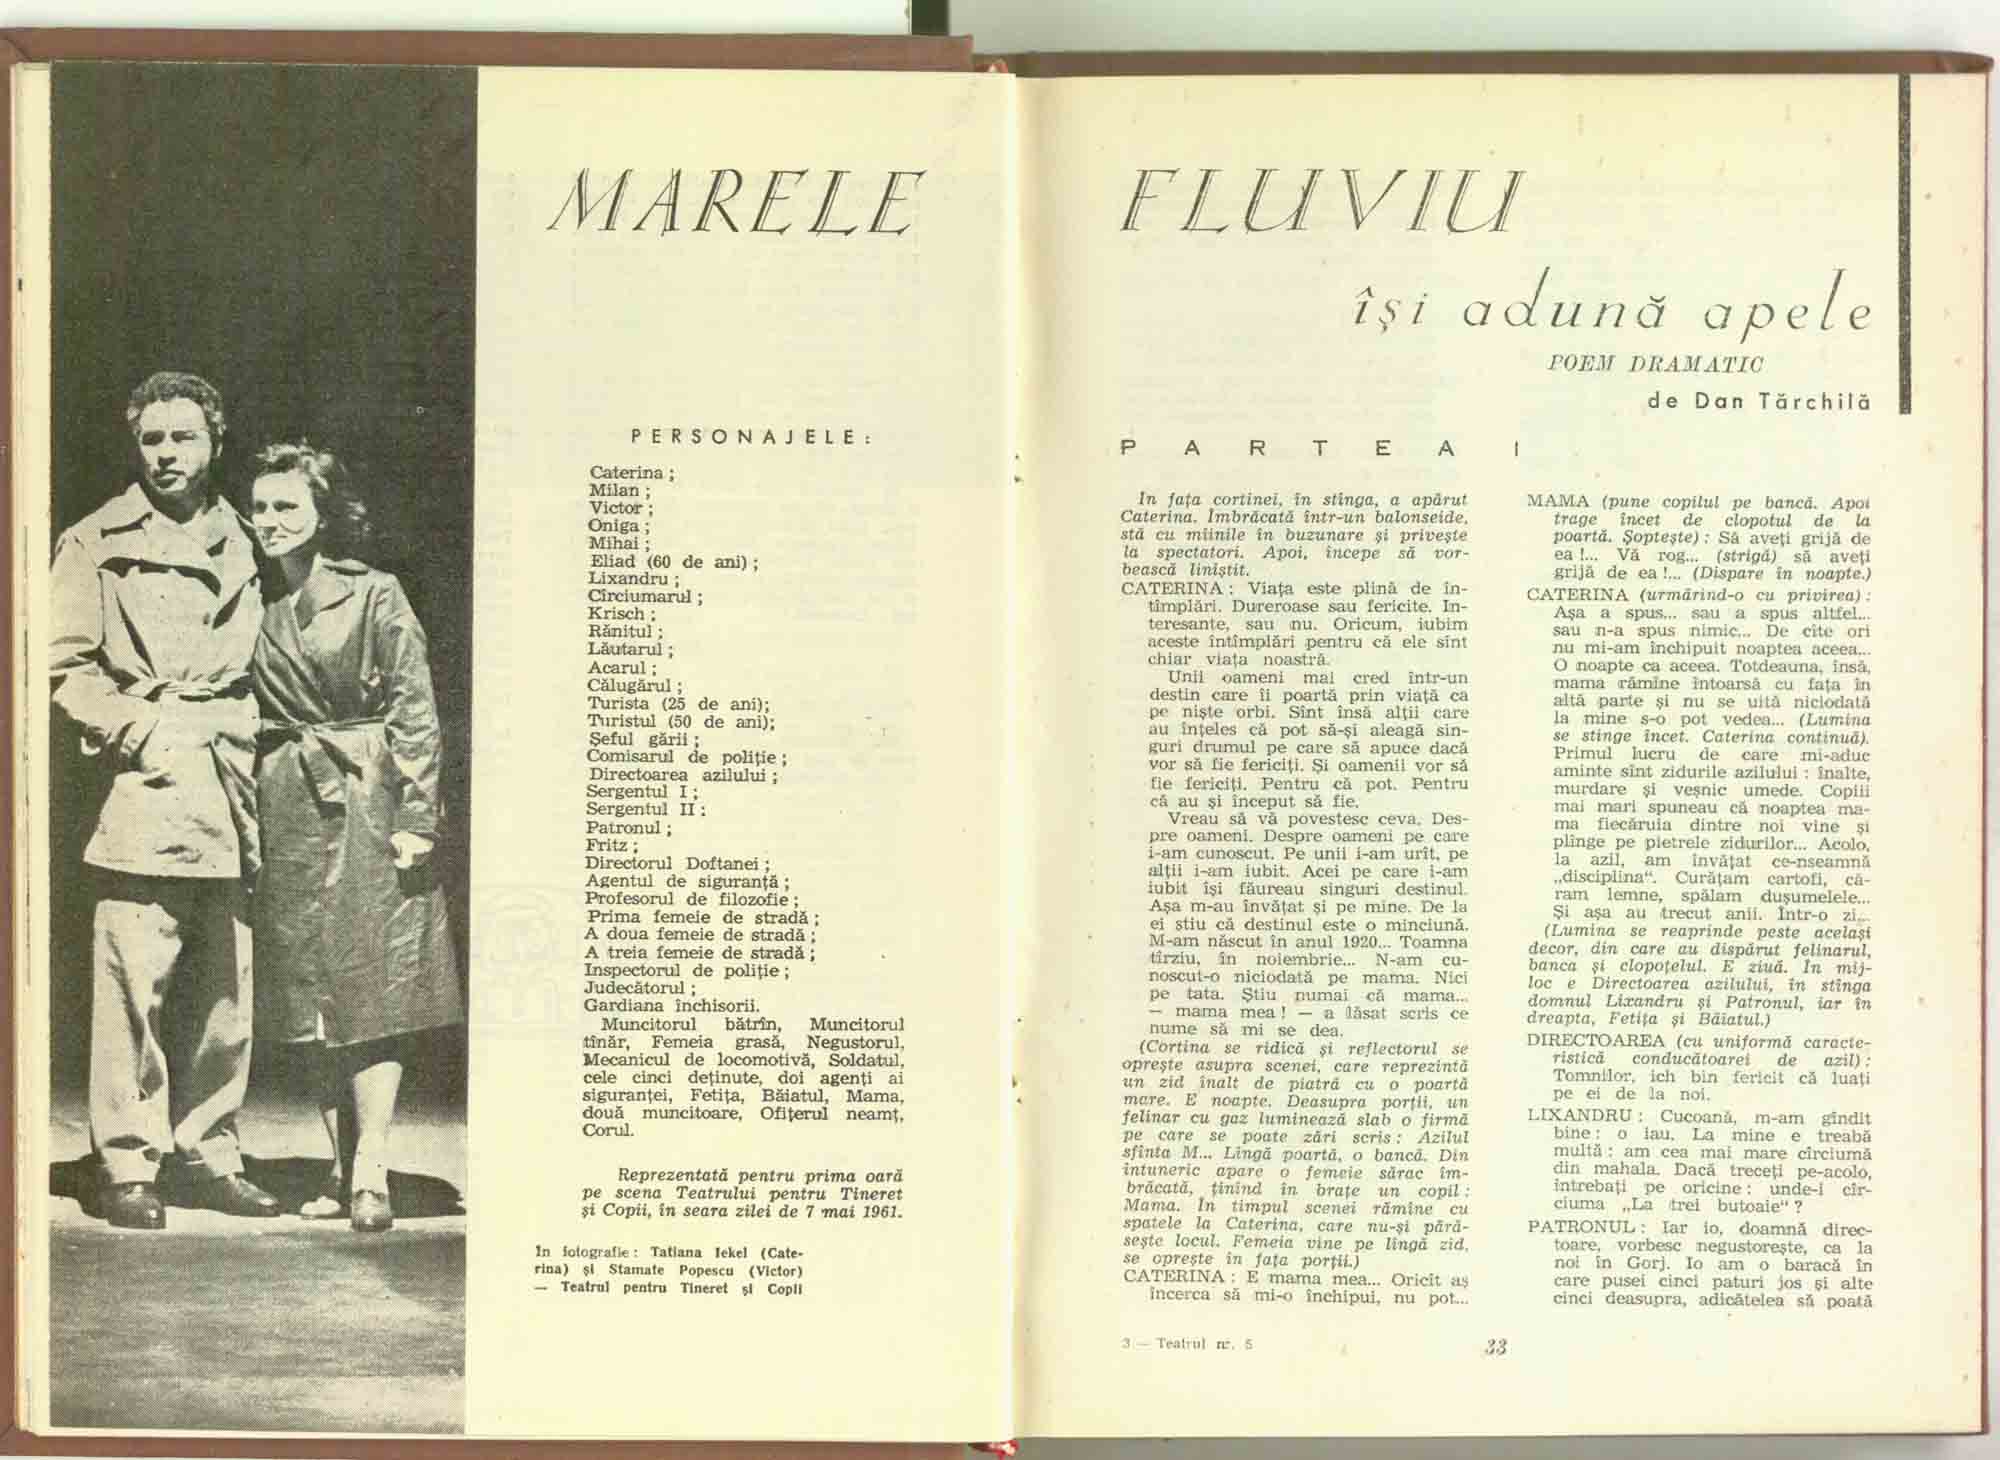 MARELE
PERSONAJELE:
Caterina ;
Milan ;
Victor ;
Oniga ;
Mihai ;
Eliad (60 de ani) ;
Lixandru ;
Cîrciumarul ;
Krisch ;
Rănitul ;
Lăutarul ;
Acarul ;
Călugărul ;
Turista (25 de ani);
Turistul (50 de ani);
Șeful gării ;
Comisarul de poliție ;
Directoarea azilului ;
Sergentul I ;
Sergentul II :
Patronul ;
Fritz ;
Directorul Doftanei ;
Agentul de siguranță ;
Profesorul de filozofie ;
Prima femeie de stradă ;
A doua femeie de stradă ;
A treia femeie de stradă ;
Inspectorul de poliție ;
Judecătorul ;
Gardiana închisorii.
Muncitorul bătrîn, Muncitorul
tînăr, Femeia grasă, Negustorul,
Mecanicul de locomotivă, Soldatul,
cele cinci deținute, doi agenți ai
siguranței, Fetița, Băiatul, Mama,
două muncitoare, Ofițerul neamț,
Corul.
Reprezentată pentru prima oară
pe scena Teatrului pentru Tineret
și Copii, în seara zilei de 7 mai 1961.
În fotografie : Tatiana Iekel (Cate-
rina) și Stamate Popescu (Victor)
— Teatrul pentru Tineret și Copii
FLUVIU
își adună apele
POEM DRAMATIC
de Dan Tărchilă
PARTEA I
In fața cortinei, în stînga, a apărut
Caterina. Imbrăcată într-un balonseide,
stă cu mîinile în buzunare și privește
la spectatori. Apoi, începe să vor-
bească liniștit.
CATERINA : Viața este plină de în-
tîmplări. Dureroase sau fericite. In-
teresante, sau nu. Oricum, iubim
aceste întîmplări pentru că ele sînt
chiar viața noastră.
Unii oameni mai cred într-un
destin care îi poartă prin viață ca
pe niște orbi. Sînt însă alții care
au înțeles că pot să-și aleagă sin-
guri drumul pe care să apuce dacă
vor să fie fericiți. Și oamenii vor să
fie fericiți. Pentru că pot. Pentru
că au și început să fie.
Vreau să vă povestesc ceva. Des-
pre oameni. Despre oameni pe care
i-am cunoscut. Pe unii i-am urît, pe
alții i-am iubit. Acei pe care i-am
iubit își făureau singuri destinul.
Așa m-au învățat și pe mine. De la
ei știu că destinul este o minciună.
M-am născut în anul 1920... Toamna
tîrziu, în noiembrie... N-am cu-
noscut-o niciodată pe mama. Nici
pe tata. Știu numai că mama...
— mama mea ! — a lăsat scris ce
nume să mi se dea.
(Cortina se ridică și reflectorul se
oprește asupra scenei, care reprezintă
un zid înalt de piatră cu o poartă
mare. E noapte. Deasupra porții, un
felinar cu gaz luminează slab o firmă
pe care se poate zări scris : Azilul
sfînta M... Lîngă poartă, o bancă. Din
întuneric apare o femeie sărac îm-
brăcată, ținînd în brațe un copil :
Mama. In timpul scenei rămîne cu
spatele la Caterina, care nu-și pără-
sește locul. Femeia vine pe lîngă zid,
se oprește în fața porții.)
CATERINA : E mama mea... Oricît aș
încerca să mi-o închipui, nu pot...
MAMA (pune copilul pe bancă. Apoi
trage încet de clopotul de la
poartă. Șoptește) : Să aveți grijă de
ea !... Vă rog... (strigă) să aveți
grijă de ea !... (Dispare în noapte.)
CATERINA (urmărind-o cu privirea) :
Așa a spus... sau a spus altfel...
sau n-a spus nimic... De cîte ori
nu mi-am închipuit noaptea aceea...
O noapte ca aceea. Totdeauna, însă,
mama rămîne întoarsă cu fața în
altă parte și nu se uită niciodată
la mine s-o pot vedea... (Lumina
se stinge încet. Caterina continuă).
Primul lucru de care mi-aduc
aminte sînt zidurile azilului : înalte,
murdare și veșnic umede. Copiii
mai mari spuneau că noaptea ma-
ma fiecăruia dintre noi vine și
plînge pe pietrele zidurilor... Acolo,
la azil, am învățat ce-nseamnă
„disciplina“. Curățam cartofi, că-
ram lemne, spălam dușumelele...
Și așa au trecut anii. Într-o zi...
(Lumina se reaprinde peste același
decor, din care au dispărut felinarul,
banca și clopoțelul. E ziuă. In mij-
loc e Directoarea azilului, în stînga
domnul Lixandru și Patronul, iar în
dreapta, Fetița și Băiatul.)
DIRECTOAREA (cu uniformă caracte-
ristică conducătoarei de azil) :
Tomnilor, ich bin fericit că luați
pe ei de la noi.
LIXANDRU : Cucoană, m-am gîndit
bine : o iau. La mine e treabă
multă : am cea mai mare cîrciumă
din mahala. Dacă treceți pe-acolo,
întrebați pe oricine : unde-i cîr-
ciuma „La trei butoaie“ ?
PATRONUL : Iar io, doamnă direc-
toare, vorbesc negustorește, ca la
noi în Gorj. Io am o baracă în
care pusei cinci paturi jos și alte
cinci deasupra, adicătelea să poată
3 — Teatrul nr. 5
33